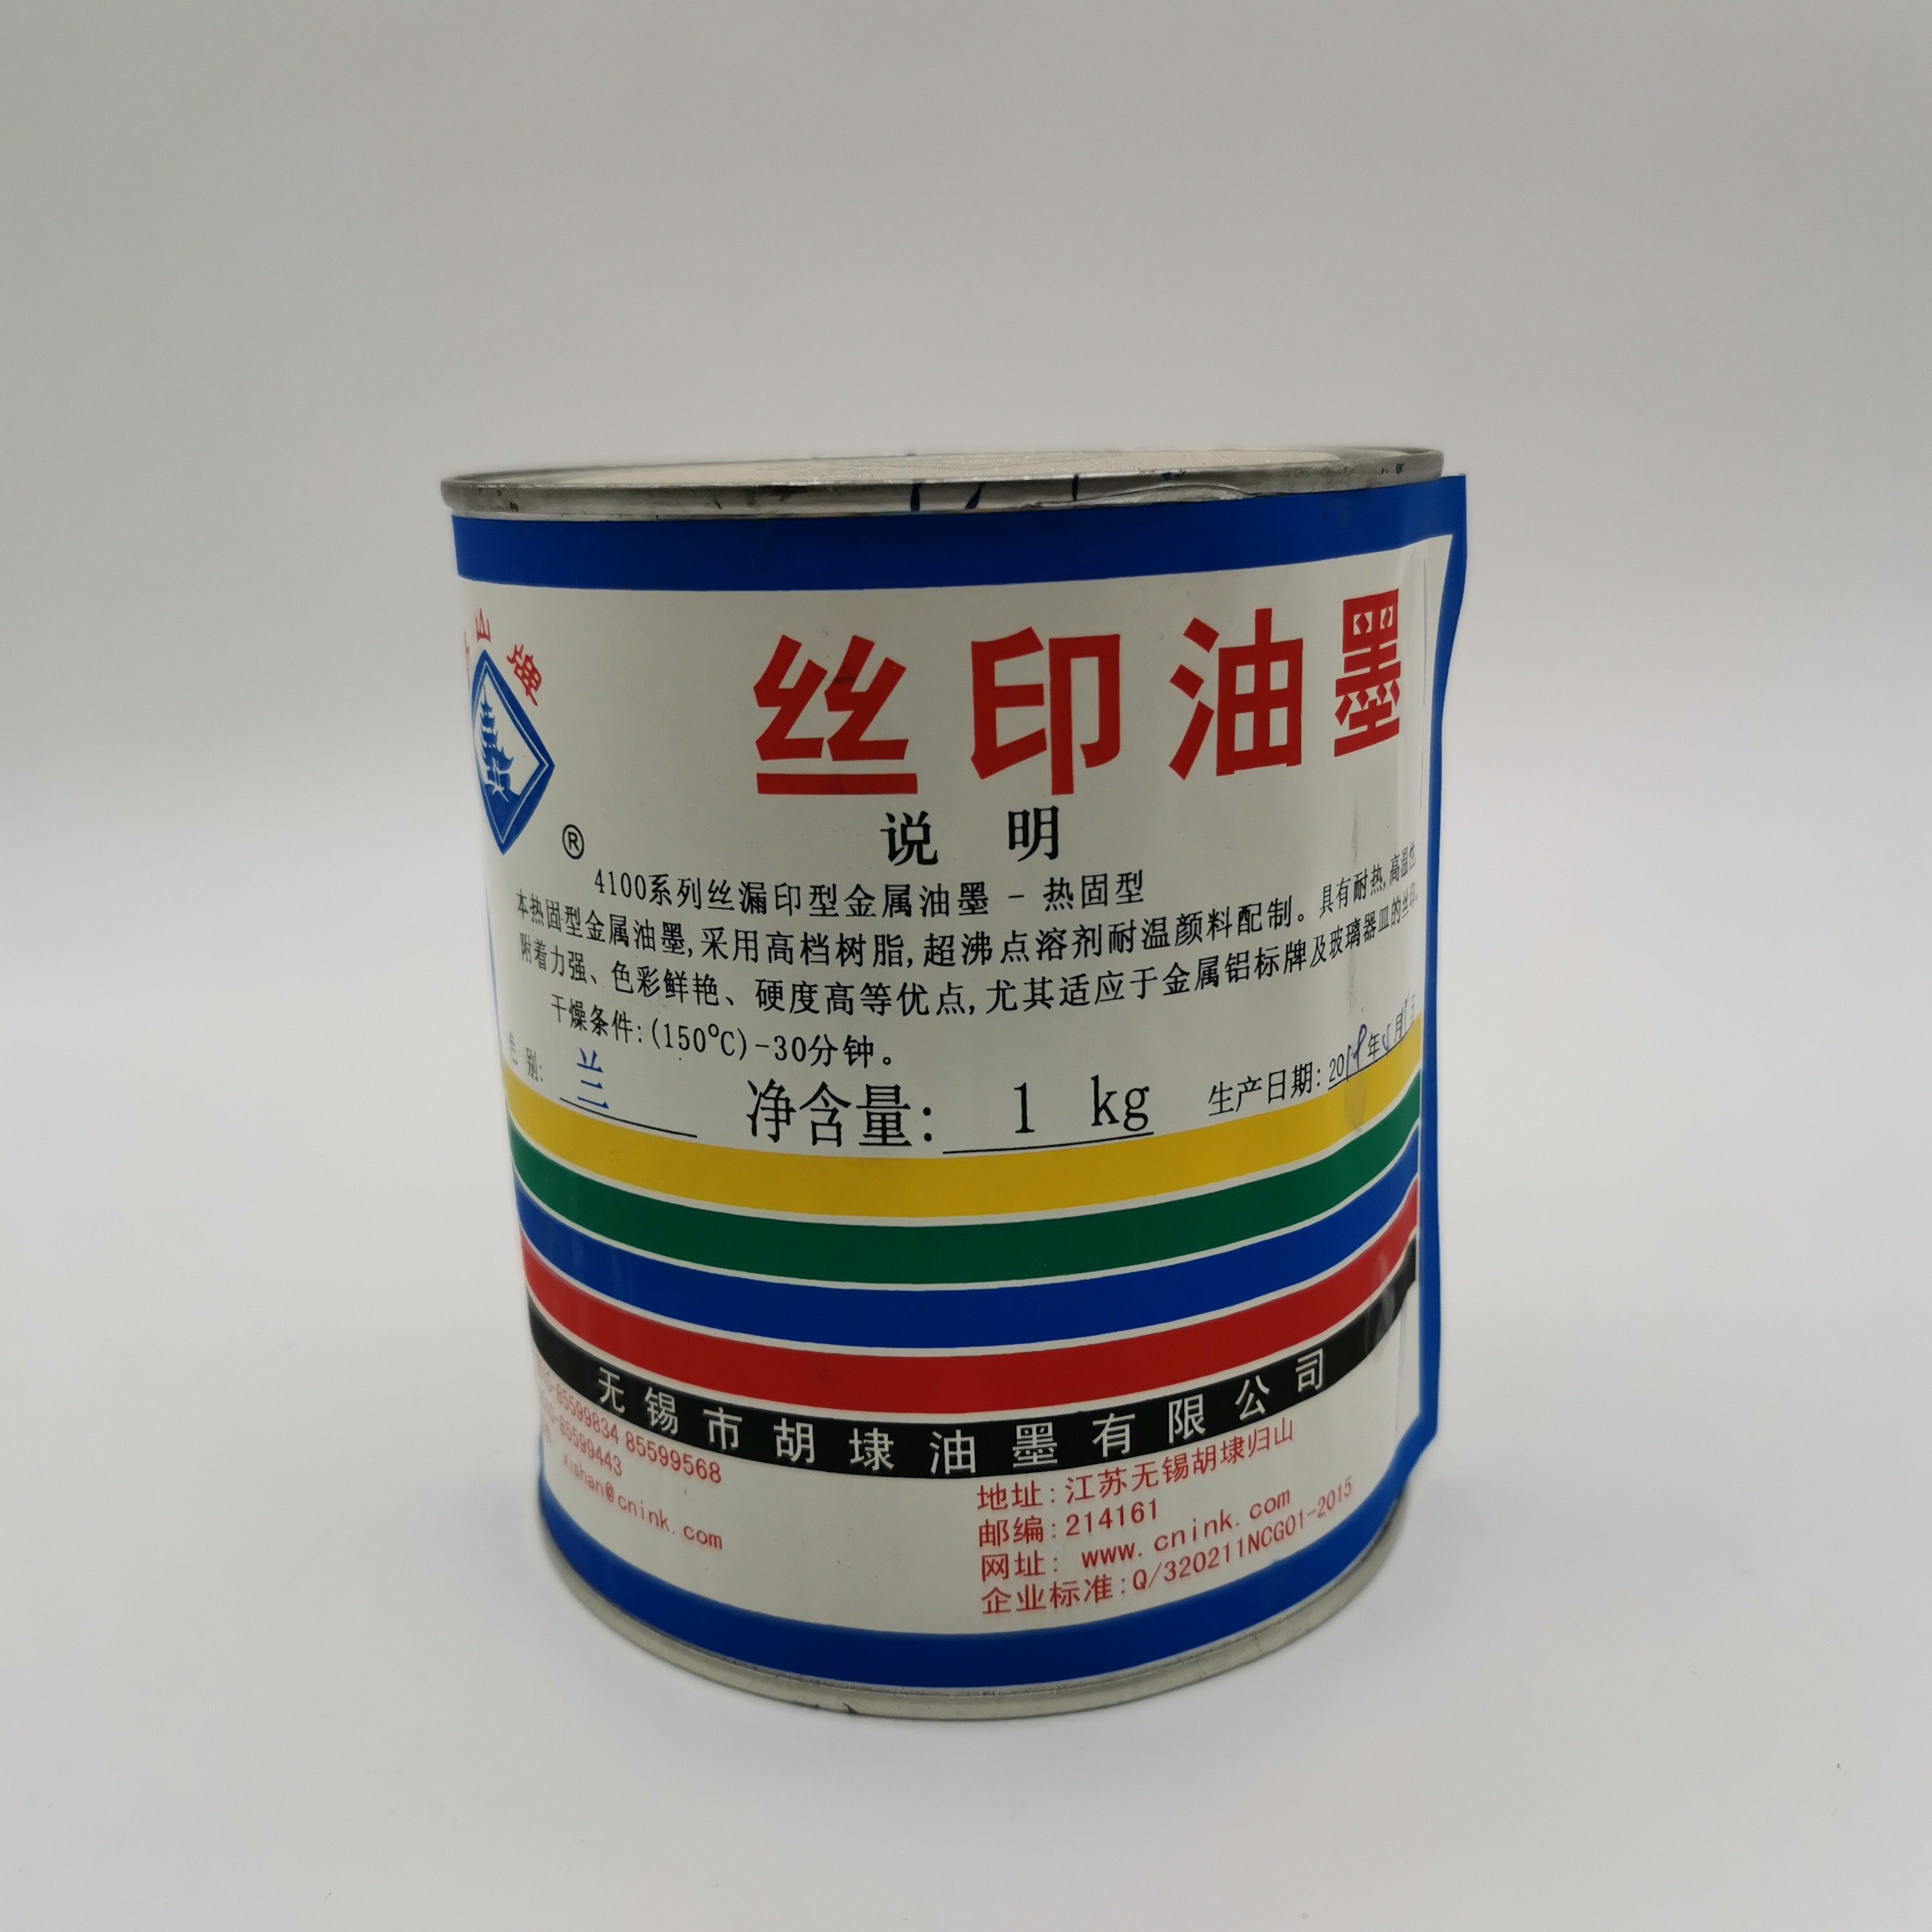 山牌
®
丝印油墨
说 明
4100系列丝漏印型金属油墨 - 热固型
本热固型金属油墨,采用高档树脂,超沸点溶剂耐温颜料配制。具有耐热,高温性
附着力强、色彩鲜艳、硬度高等优点,尤其适应于金属铝标牌及玻璃器皿的丝印.
干燥条件:(150℃)-30分钟。
色 别: 兰 净含量: 1 kg 生产日期: 20 年 月 日
无锡市胡埭油墨有限公司
85599834 85599568
85599443
xishan@cnink.com
地址:江苏无锡胡埭归山
邮编:214161
网址: www.cnink.com
企业标准:Q/320211NCG01-2015